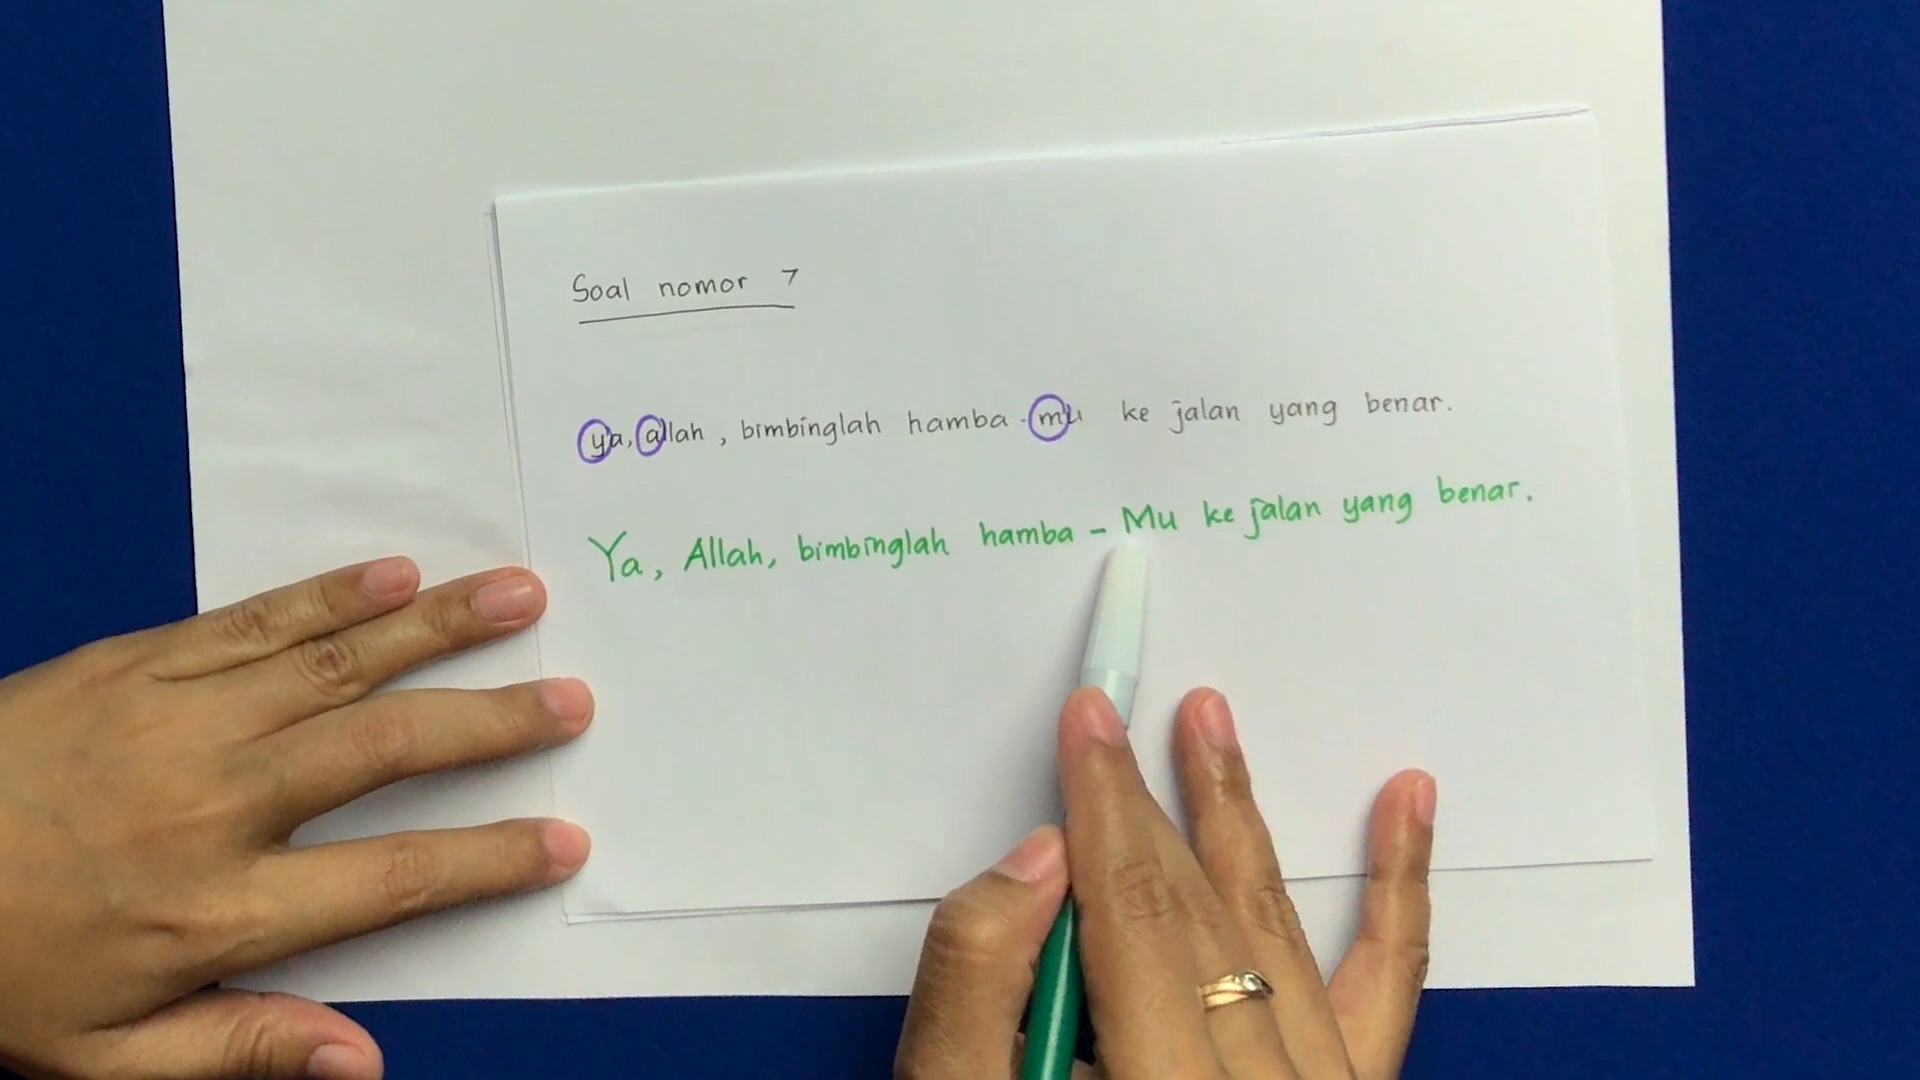 Soal nomor 7
ya, allah, bimbinglah hamba-mu ke jalan yang benar.
Ya, Allah, bimbinglah hamba-Mu ke jalan yang benar.